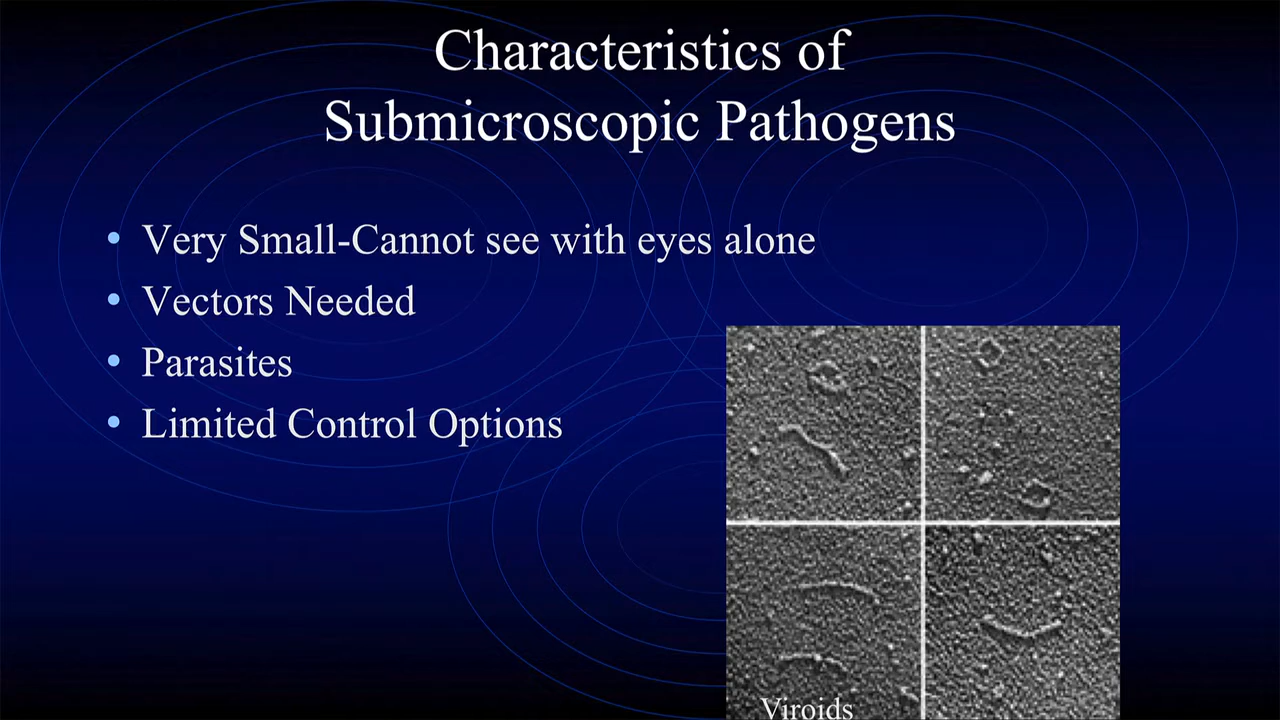 Characteristics of
Submicroscopic Pathogens
• Very Small-Cannot see with eyes alone
• Vectors Needed
• Parasites
• Limited Control Options
Viroids